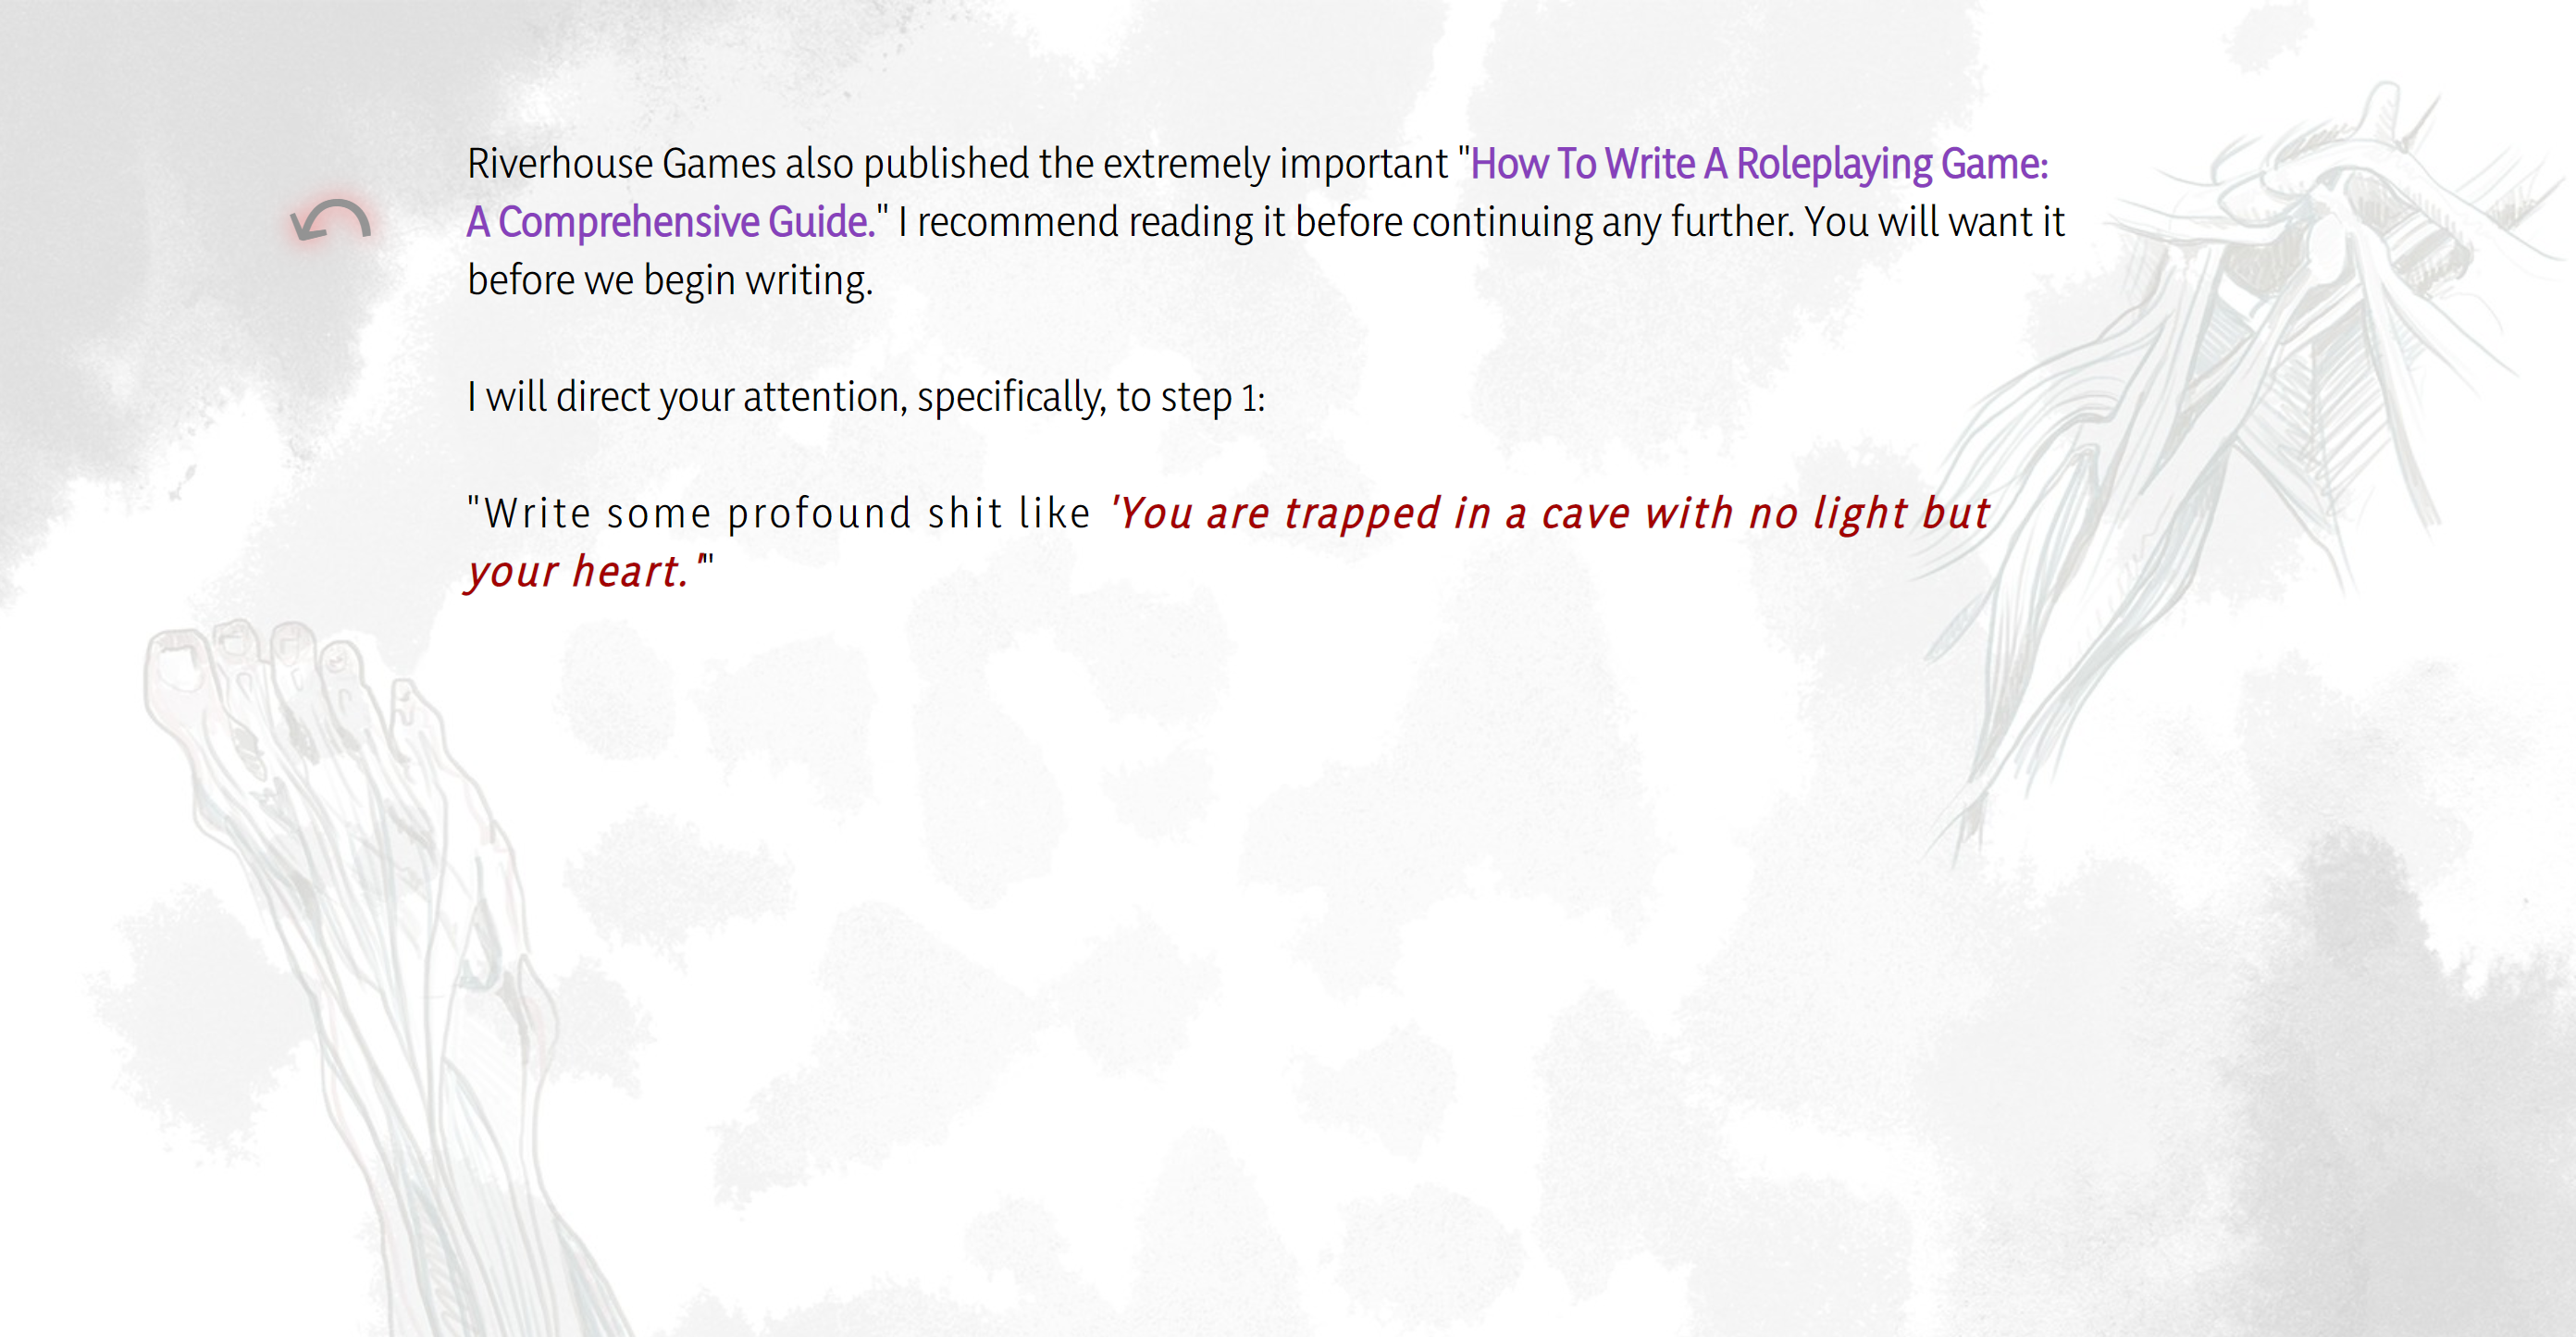 Riverhouse Games also published the extremely important "How To Write A Roleplaying Game:
A Comprehensive Guide." I recommend reading it before continuing any further. You will want it
before we begin writing.
I will direct your attention, specifically, to step 1:
"Write some profound shit like 'You are trapped in a cave with no light but
your heart.'"